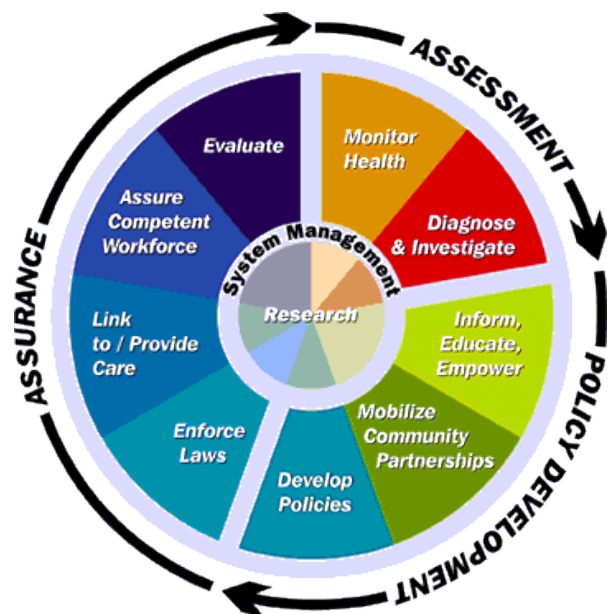 ASSESSMENT
Monitor
Health
Diagnose
& Investigate
POLICY DEVELOPMENT
Inform,
Educate,
Empower
Mobilize
Community
Partnerships
Develop
Policies
ASSURANCE
Enforce
Laws
Link
to / Provide
Care
Assure
Competent
Workforce
Evaluate
System Management
Research